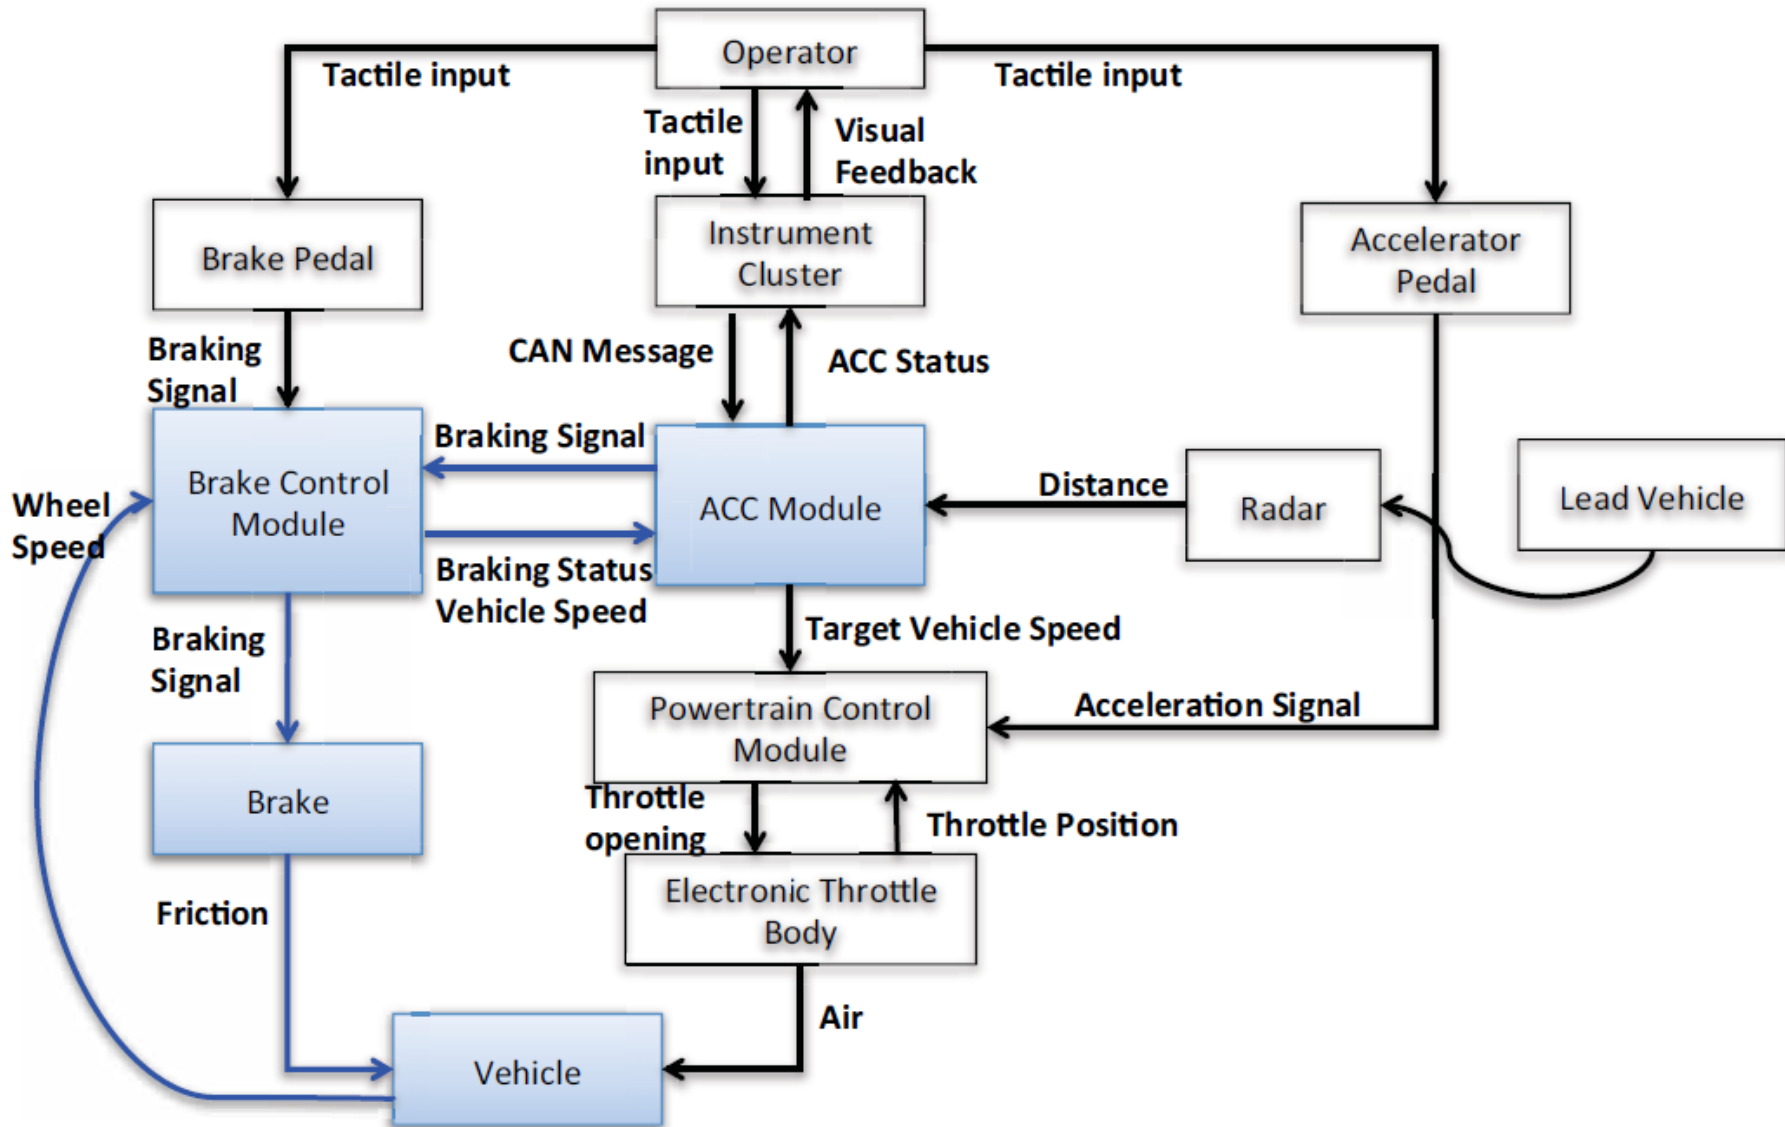 Operator
Tactile input
Tactile input
Tactile
input
Visual
Feedback
Brake Pedal
Instrument
Cluster
Accelerator
Pedal
Braking
Signal
CAN Message
ACC Status
Braking Signal
Wheel
Speed
Brake Control
Module
ACC Module
Distance
Radar
Lead Vehicle
Braking Status
Vehicle Speed
Braking
Signal
Target Vehicle Speed
Powertrain Control
Module
Acceleration Signal
Brake
Throttle
opening
Throttle Position
Electronic Throttle
Body
Friction
Air
Vehicle